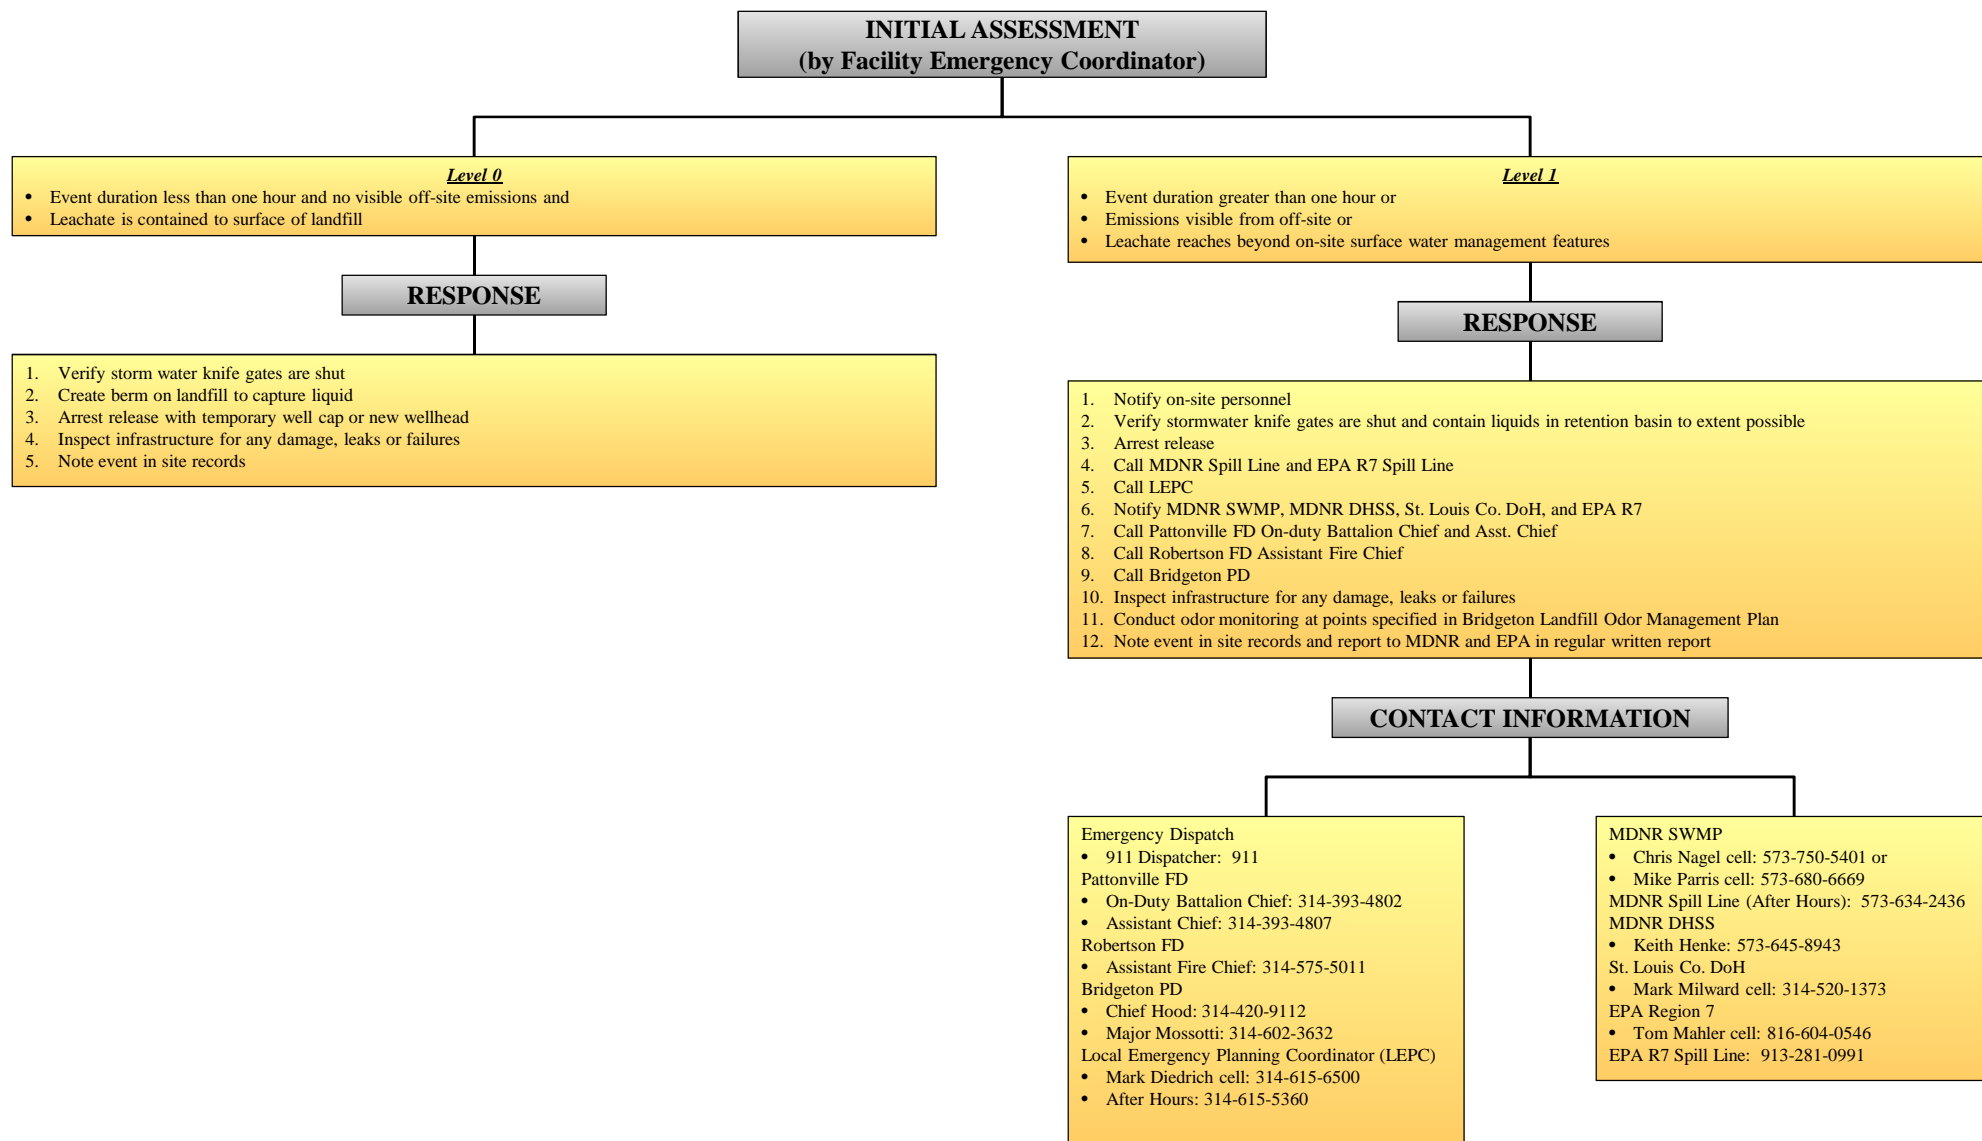 INITIAL ASSESSMENT
(by Facility Emergency Coordinator)
Level 0
• Event duration less than one hour and no visible off-site emissions and
• Leachate is contained to surface of landfill
RESPONSE
1. Verify storm water knife gates are shut
2. Create berm on landfill to capture liquid
3. Arrest release with temporary well cap or new wellhead
4. Inspect infrastructure for any damage, leaks or failures
5. Note event in site records
Level 1
• Event duration greater than one hour or
• Emissions visible from off-site or
• Leachate reaches beyond on-site surface water management features
RESPONSE
1. Notify on-site personnel
2. Verify stormwater knife gates are shut and contain liquids in retention basin to extent possible
3. Arrest release
4. Call MDNR Spill Line and EPA R7 Spill Line
5. Call LEPC
6. Notify MDNR SWMP, MDNR DHSS, St. Louis Co. DoH, and EPA R7
7. Call Pattonville FD On-duty Battalion Chief and Asst. Chief
8. Call Robertson FD Assistant Fire Chief
9. Call Bridgeton PD
10. Inspect infrastructure for any damage, leaks or failures
11. Conduct odor monitoring at points specified in Bridgeton Landfill Odor Management Plan
12. Note event in site records and report to MDNR and EPA in regular written report
CONTACT INFORMATION
Emergency Dispatch
• 911 Dispatcher: 911
Pattonville FD
• On-Duty Battalion Chief: 314-393-4802
• Assistant Chief: 314-393-4807
Robertson FD
• Assistant Fire Chief: 314-575-5011
Bridgeton PD
• Chief Hood: 314-420-9112
• Major Mossotti: 314-602-3632
Local Emergency Planning Coordinator (LEPC)
• Mark Diedrich cell: 314-615-6500
• After Hours: 314-615-5360
MDNR SWMP
• Chris Nagel cell: 573-750-5401 or
• Mike Parris cell: 573-680-6669
MDNR Spill Line (After Hours): 573-634-2436
MDNR DHSS
• Keith Henke: 573-645-8943
St. Louis Co. DoH
• Mark Milward cell: 314-520-1373
EPA Region 7
• Tom Mahler cell: 816-604-0546
EPA R7 Spill Line: 913-281-0991